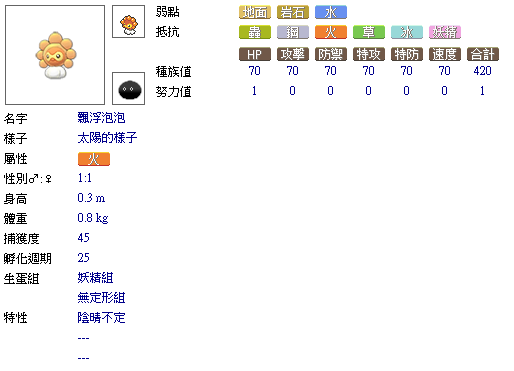 弱點 地面 岩石 水
抵抗 蟲 鋼 火 草 冰 妖精
HP 攻擊 防禦 特攻 特防 速度 合計
種族值 70 70 70 70 70 70 420
努力值 1 0 0 0 0 0 1
名字 飄浮泡泡
樣子 太陽的樣子
屬性 火
性別♂:♀ 1:1
身高 0.3 m
體重 0.8 kg
捕獲度 45
孵化週期 25
生蛋組 妖精組
無定形組
特性 陰晴不定
---
---